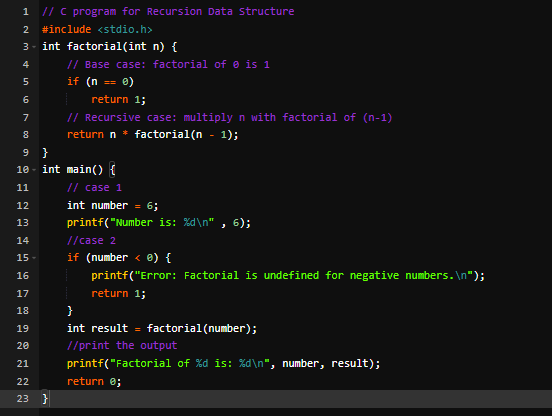 1 // C program for Recursion Data Structure
2 #include <stdio.h>
3 int factorial(int n) {
4     // Base case: factorial of 0 is 1
5     if (n == 0)
6         return 1;
7     // Recursive case: multiply n with factorial of (n-1)
8     return n * factorial(n - 1);
9 }
10 int main() {
11     // case 1
12     int number = 6;
13     printf("Number is: %d\n" , 6);
14     //case 2
15     if (number < 0) {
16         printf("Error: Factorial is undefined for negative numbers.\n");
17         return 1;
18     }
19     int result = factorial(number);
20     //print the output
21     printf("Factorial of %d is: %d\n", number, result);
22     return 0;
23 }